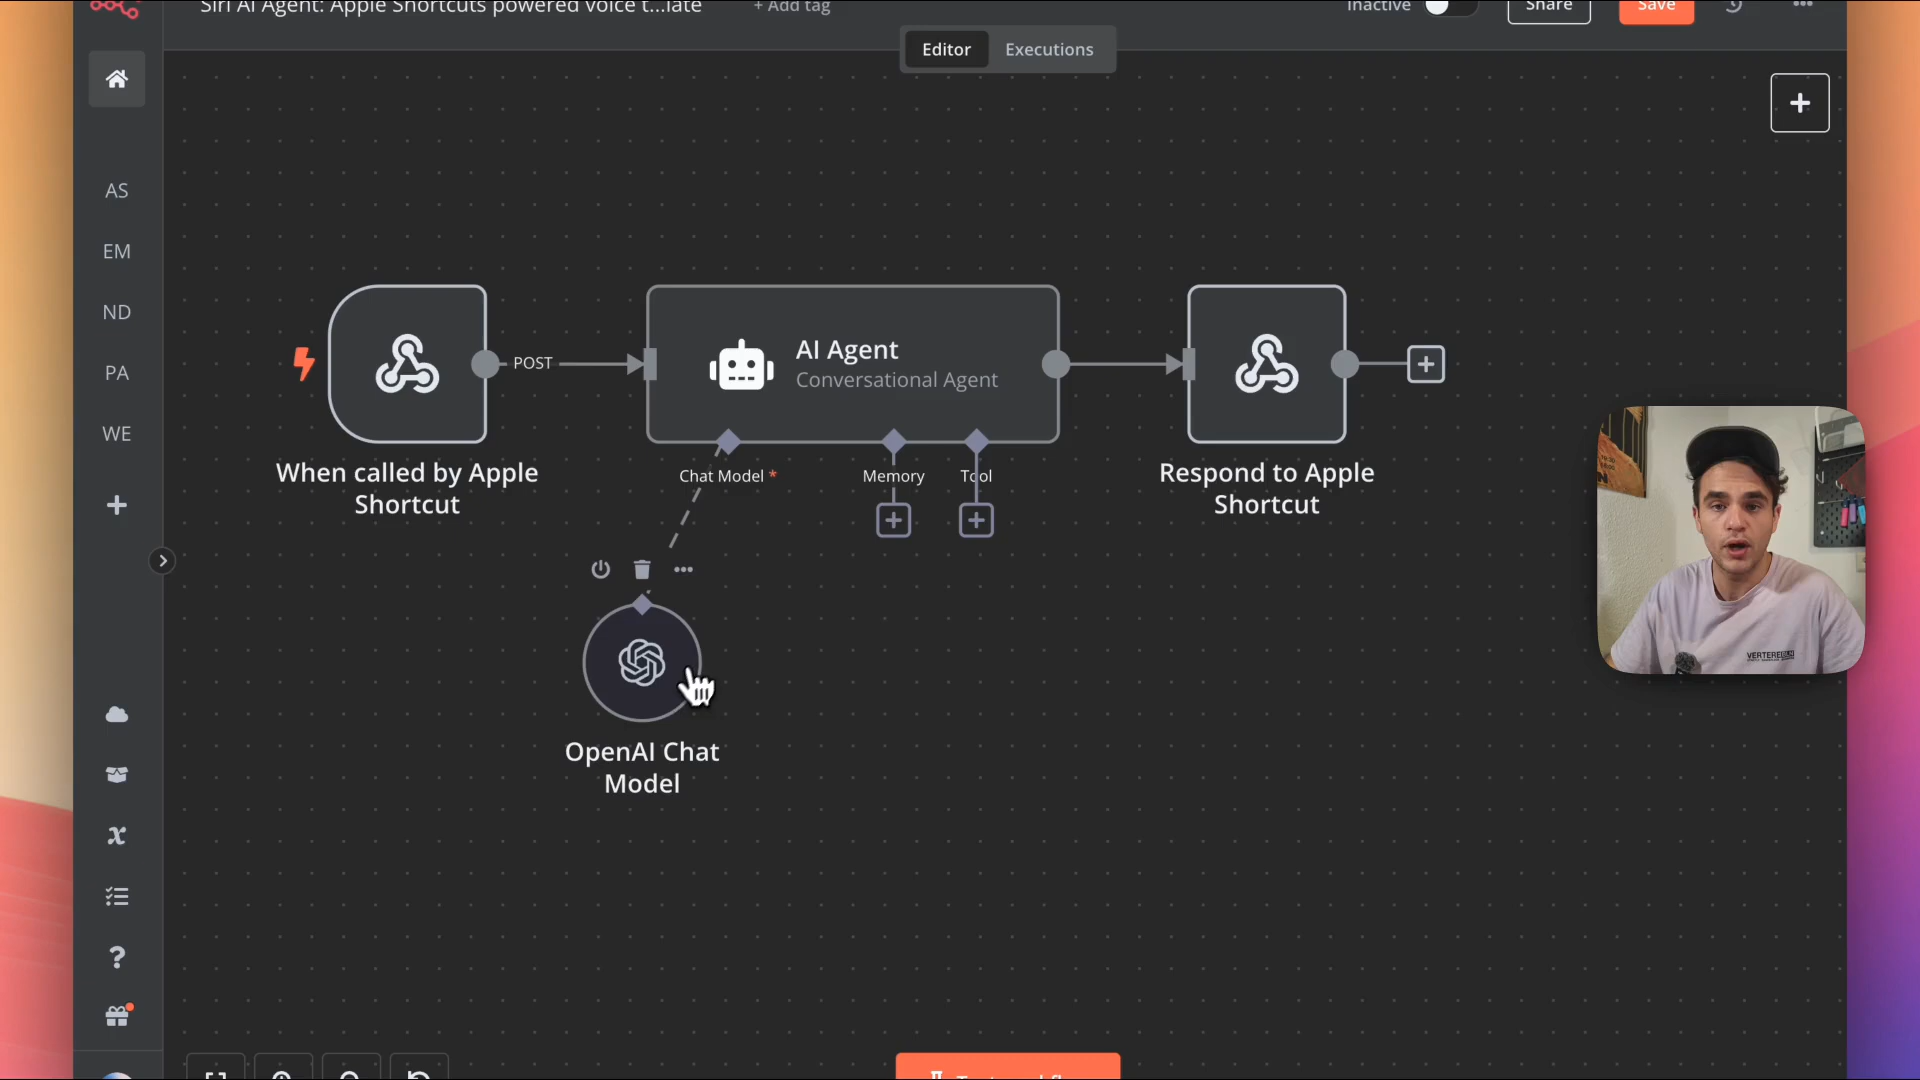 Siri AI Agent: Apple Shortcuts powered voice t...late
+ Add tag
Inactive
Share
Save
Editor
Executions
AS
EM
ND
PA
WE
POST
AI Agent
Conversational Agent
When called by Apple
Shortcut
Chat Model *
Memory
Tool
Respond to Apple
Shortcut
OpenAI Chat
Model